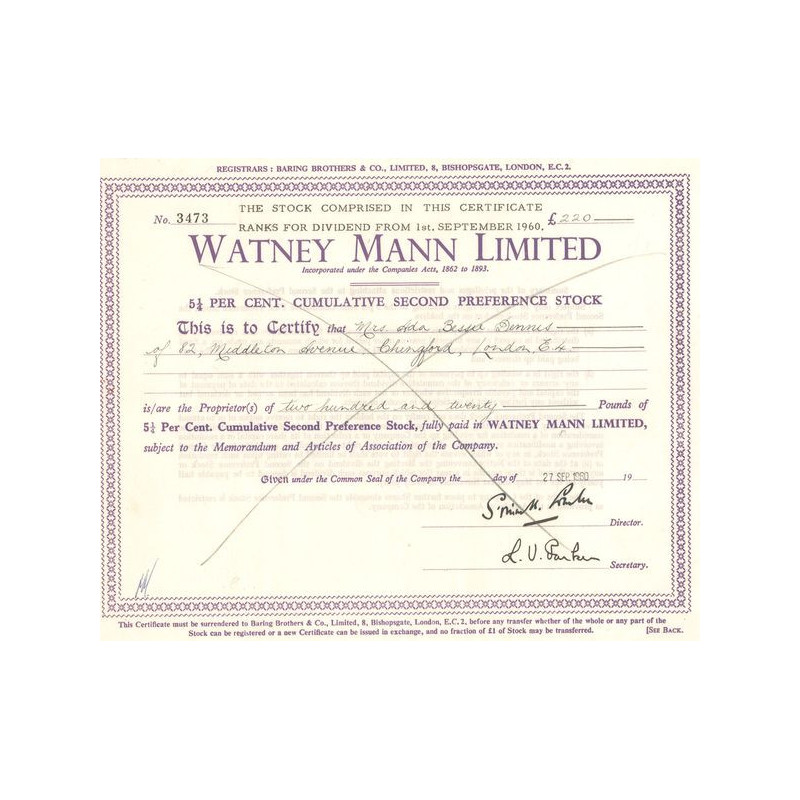 REGISTRARS : BARING BROTHERS & CO., LIMITED, 8, BISHOPSGATE, LONDON, E.C. 2.
THE STOCK COMPRISED IN THIS CERTIFICATE
No. 3473 £220
RANKS FOR DIVIDEND FROM 1st. SEPTEMBER 1960.
WATNEY MANN LIMITED
Incorporated under the Companies Acts, 1862 to 1893.
5¼ PER CENT. CUMULATIVE SECOND PREFERENCE STOCK
This is to Certify that Mrs. Ada Bessie Dennis
of 82, Middleton Avenue, Chingford, London, E.4.
is/are the Proprietor(s) of two hundred and twenty Pounds of
5¼ Per Cent. Cumulative Second Preference Stock, fully paid in WATNEY MANN LIMITED,
subject to the Memorandum and Articles of Association of the Company.
Given under the Common Seal of the Company the day of 27 SEP 1960 19
Director.
Secretary.
This Certificate must be surrendered to Baring Brothers & Co., Limited, 8, Bishopsgate, London, E.C. 2, before any transfer whether of the whole or any part of the
Stock can be registered or a new Certificate can be issued in exchange, and no fraction of £1 of Stock may be transferred.
[SEE BACK.